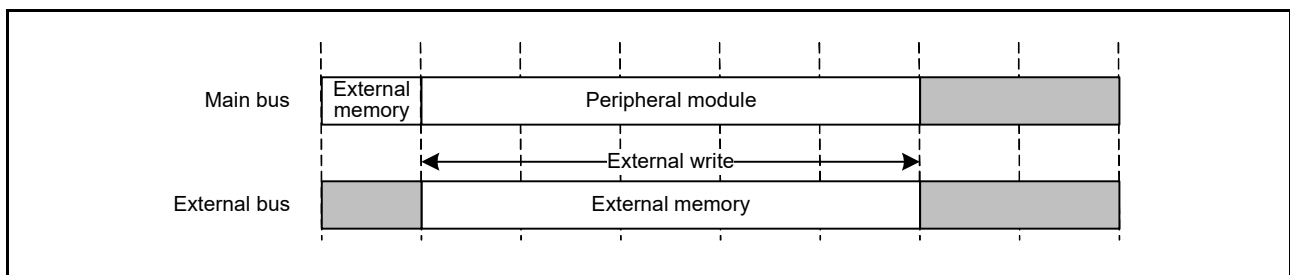 External
memory
Main bus
Peripheral module
External write
External bus
External memory